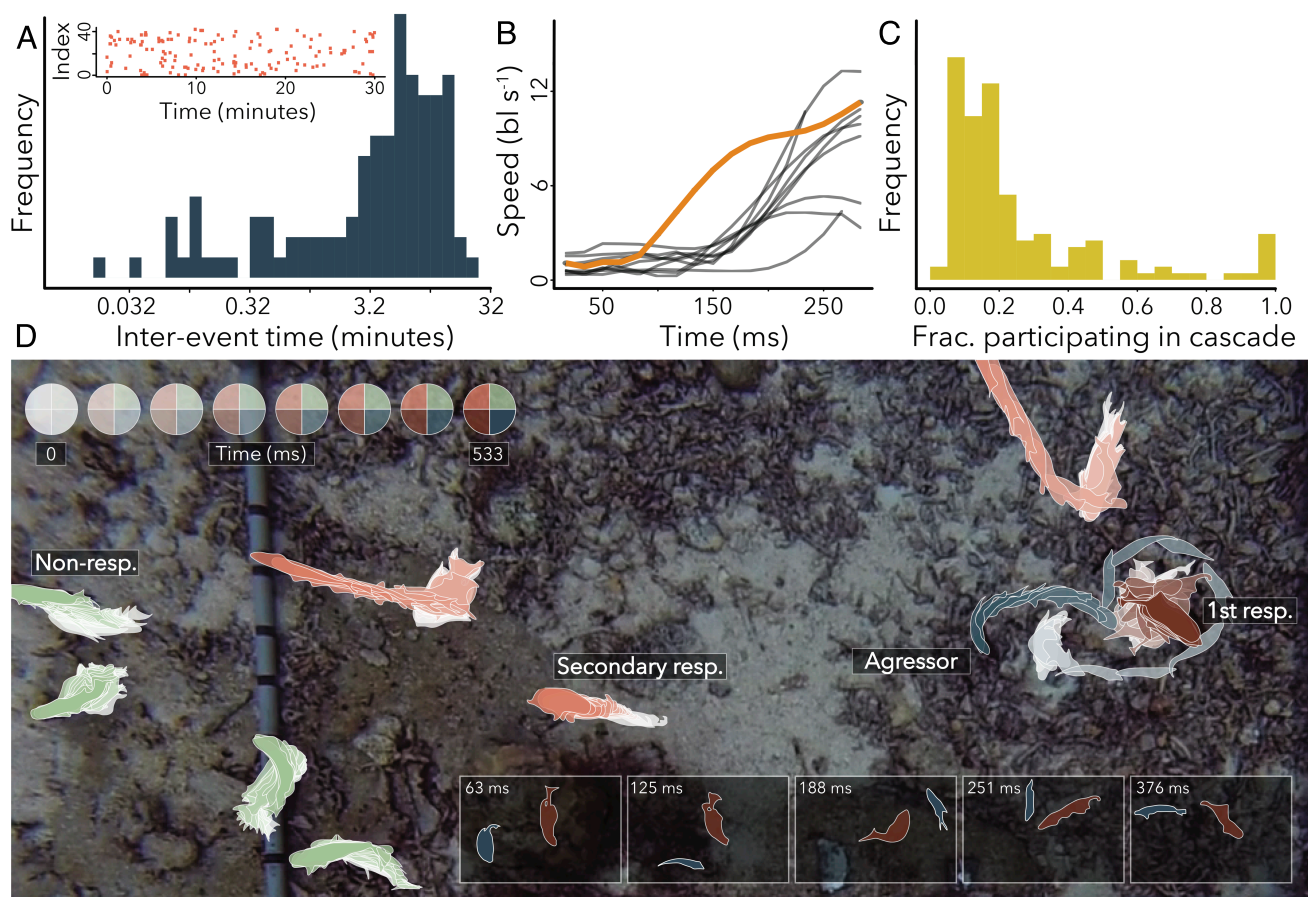 A
Frequency
Index
0
40
0
10
20
30
Time (minutes)
0.032
0.32
3.2
32
Inter-event time (minutes)
B
Speed (bl s⁻¹)
0
6
12
50
150
250
Time (ms)
C
Frequency
0.0
0.2
0.4
0.6
0.8
1.0
Frac. participating in cascade
D
0
Time (ms)
533
Non-resp.
Secondary resp.
Agressor
1st resp.
63 ms
125 ms
188 ms
251 ms
376 ms